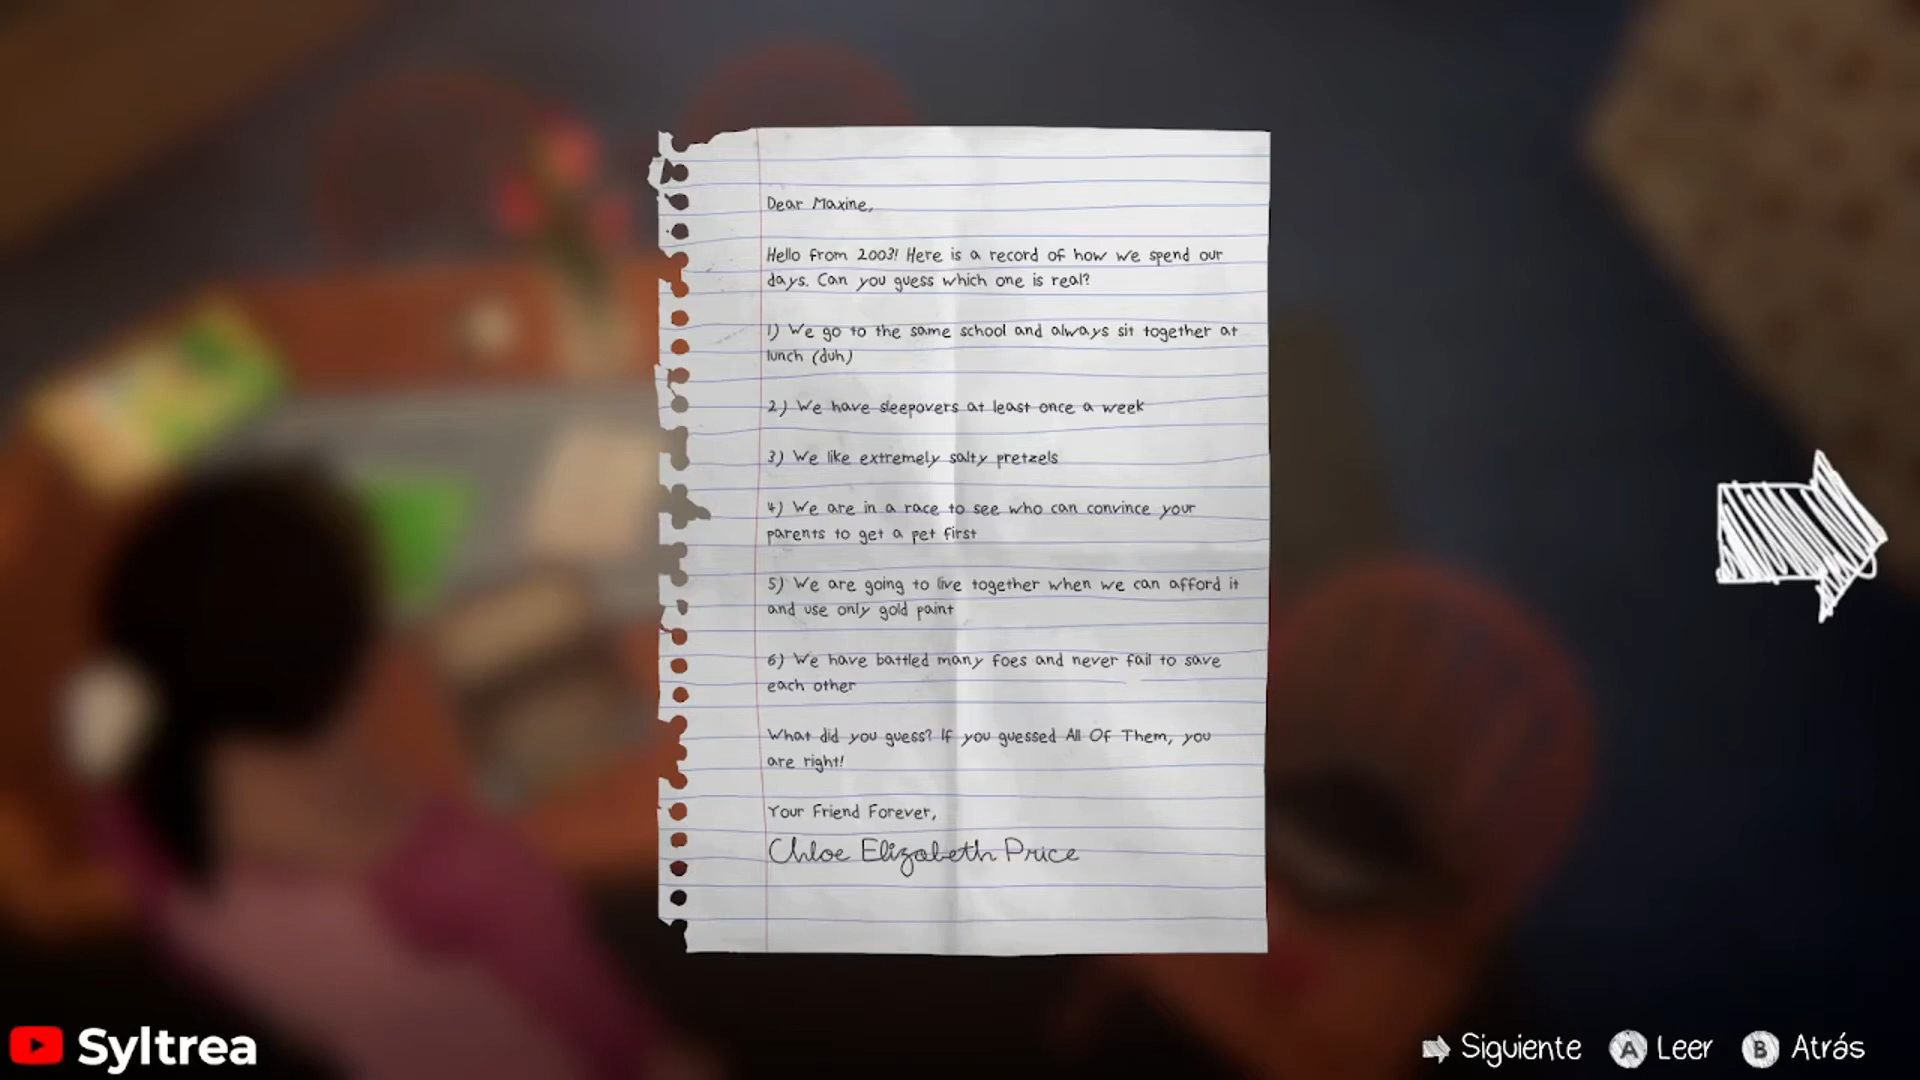 Dear Maxine,
Hello from 2003! Here is a record of how we spend our
days. Can you guess which one is real?
1) We go to the same school and always sit together at
lunch (duh)
2) We have sleepovers at least once a week
3) We like extremely salty pretzels
4) We are in a race to see who can convince your
parents to get a pet first
5) We are going to live together when we can afford it
and use only gold paint
6) We have battled many foes and never fail to save
each other
What did you guess? If you guessed All Of Them, you
are right!
Your Friend Forever,
Chloe Elizabeth Price
Syltrea
Siguiente A Leer B Atrás